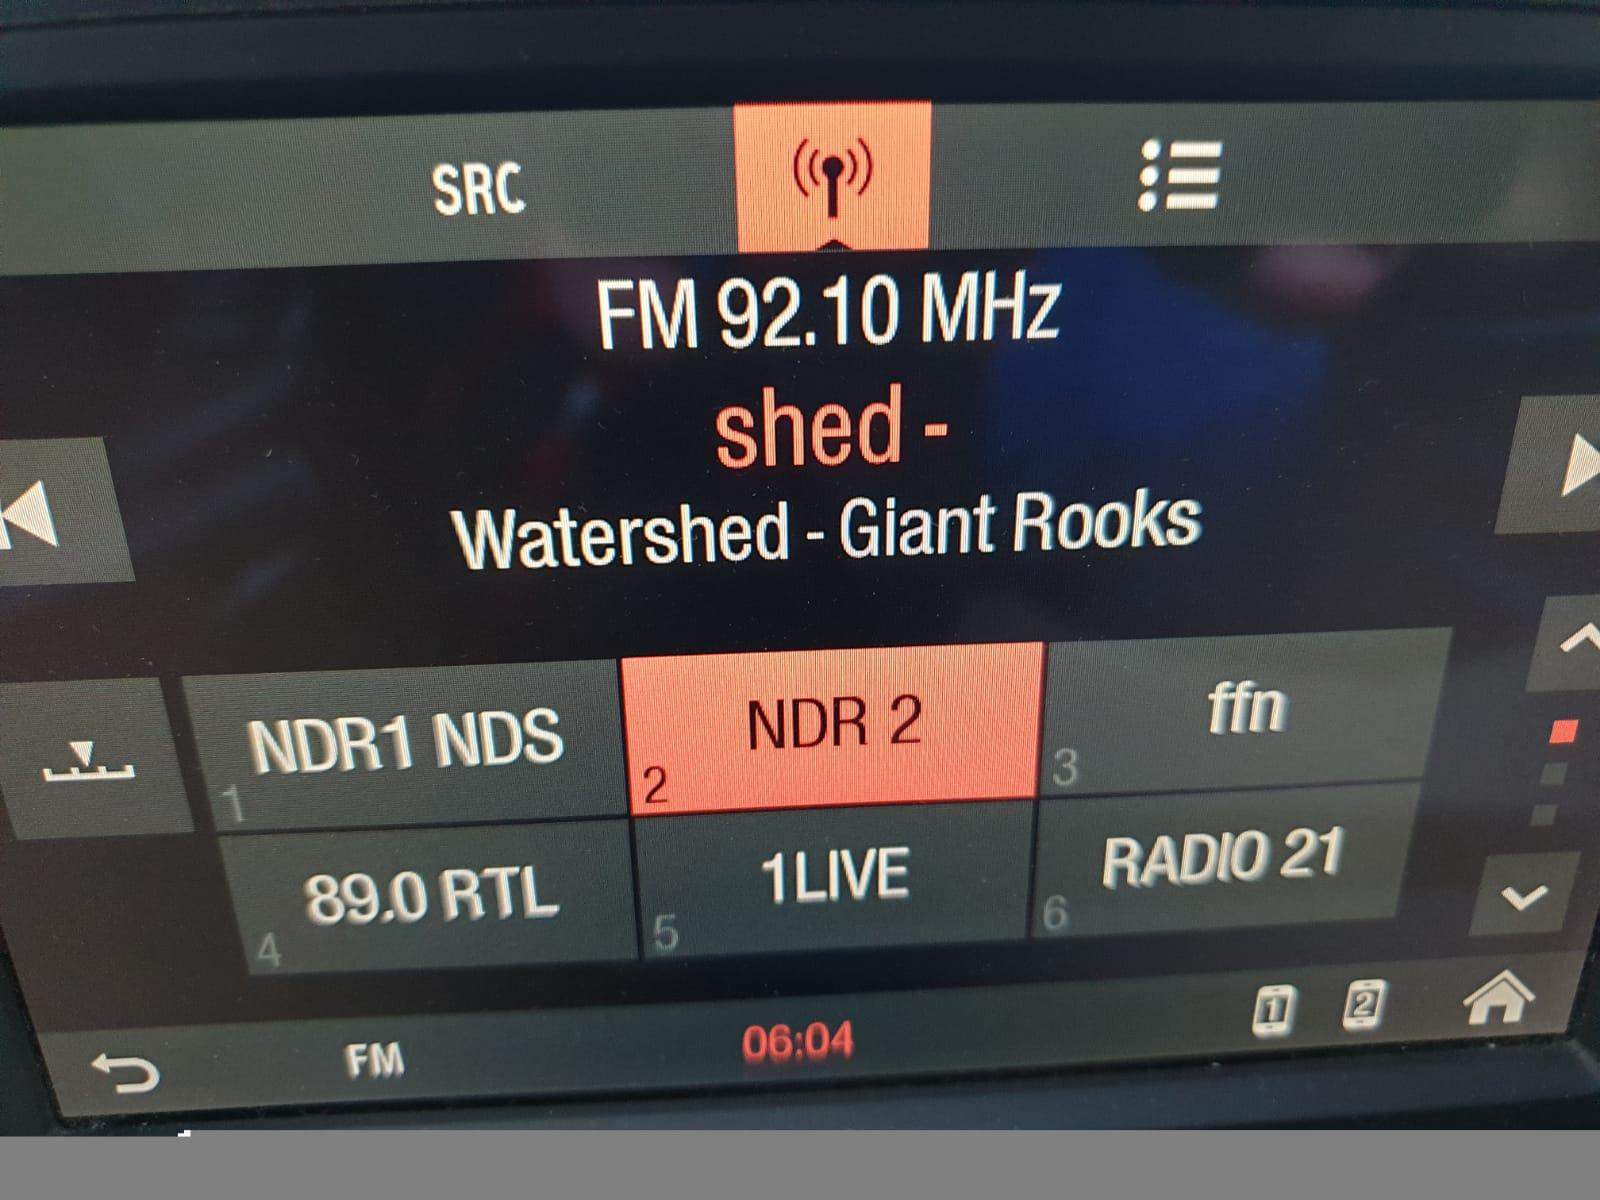 SRC
FM 92.10 MHz
shed -
Watershed - Giant Rooks
NDR1 NDS
1
NDR 2
2
ffn
3
89.0 RTL
4
1LIVE
5
RADIO 21
6
FM
06:04
1
2